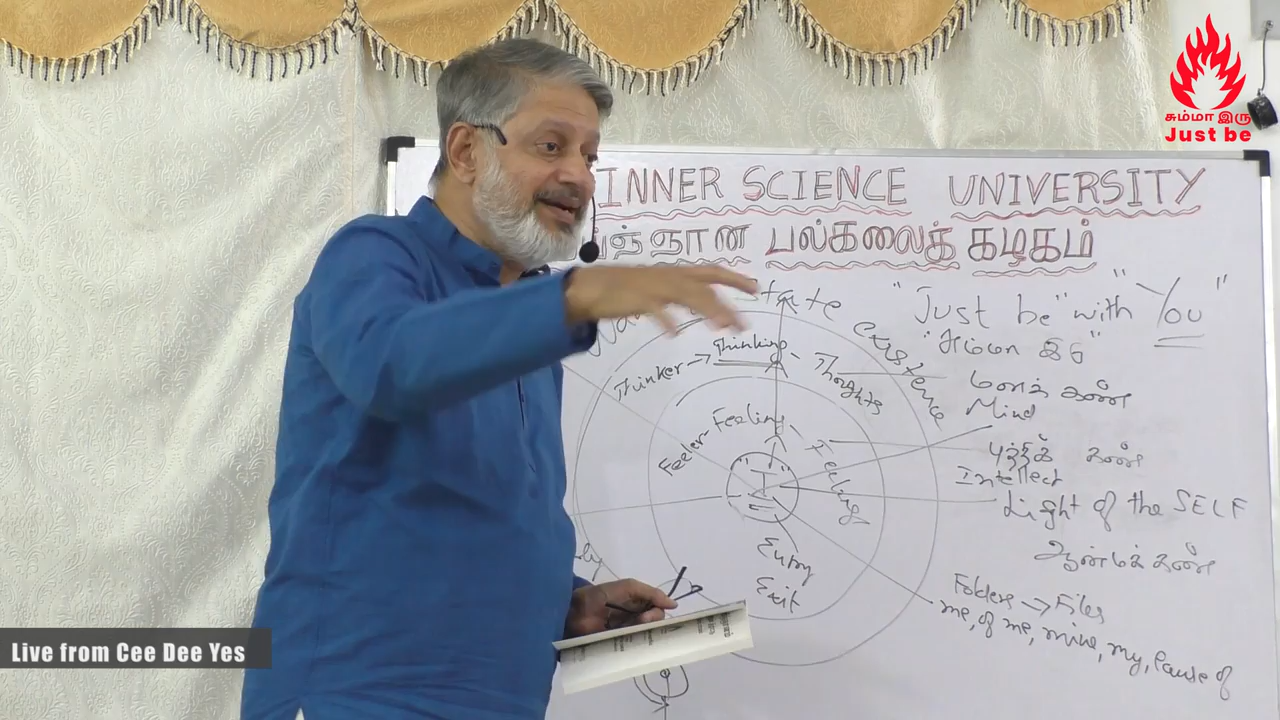 சும்மா இரு
Just be
INNER SCIENCE UNIVERSITY
பல்கலைக் கழகம்
"Just be" with "You"
"சும்மா இரு"
state existence
Thinker → Thinking - Thoughts
மனக் கண்
Mind
Feeler - Feeling - Feeling
புத்திக் கண்
Intellect
I
Light of the SELF
ஆன்மக் கண்
Entry
Exit
Folders → Files
me, of me, mine, my, cause of
Live from Cee Dee Yes